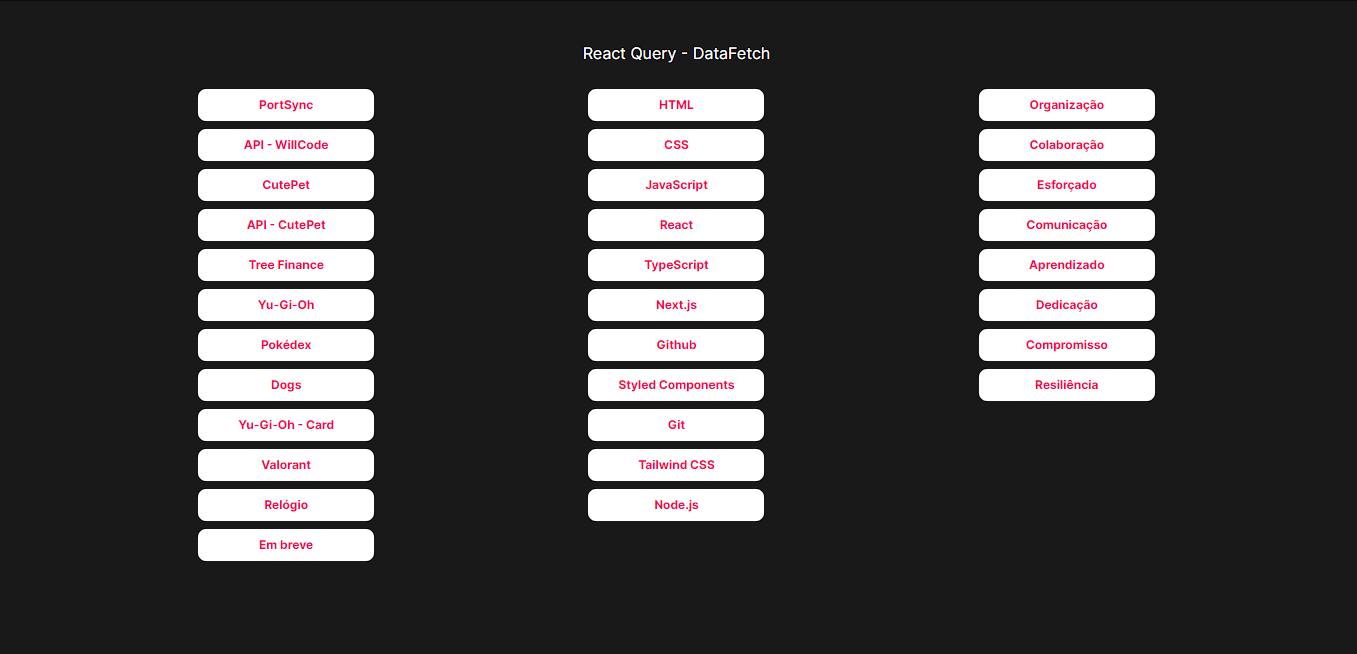 React Query - DataFetch
PortSync
API - WillCode
CutePet
API - CutePet
Tree Finance
Yu-Gi-Oh
Pokédex
Dogs
Yu-Gi-Oh - Card
Valorant
Relógio
Em breve
HTML
CSS
JavaScript
React
TypeScript
Next.js
Github
Styled Components
Git
Tailwind CSS
Node.js
Organização
Colaboração
Esforçado
Comunicação
Aprendizado
Dedicação
Compromisso
Resiliência